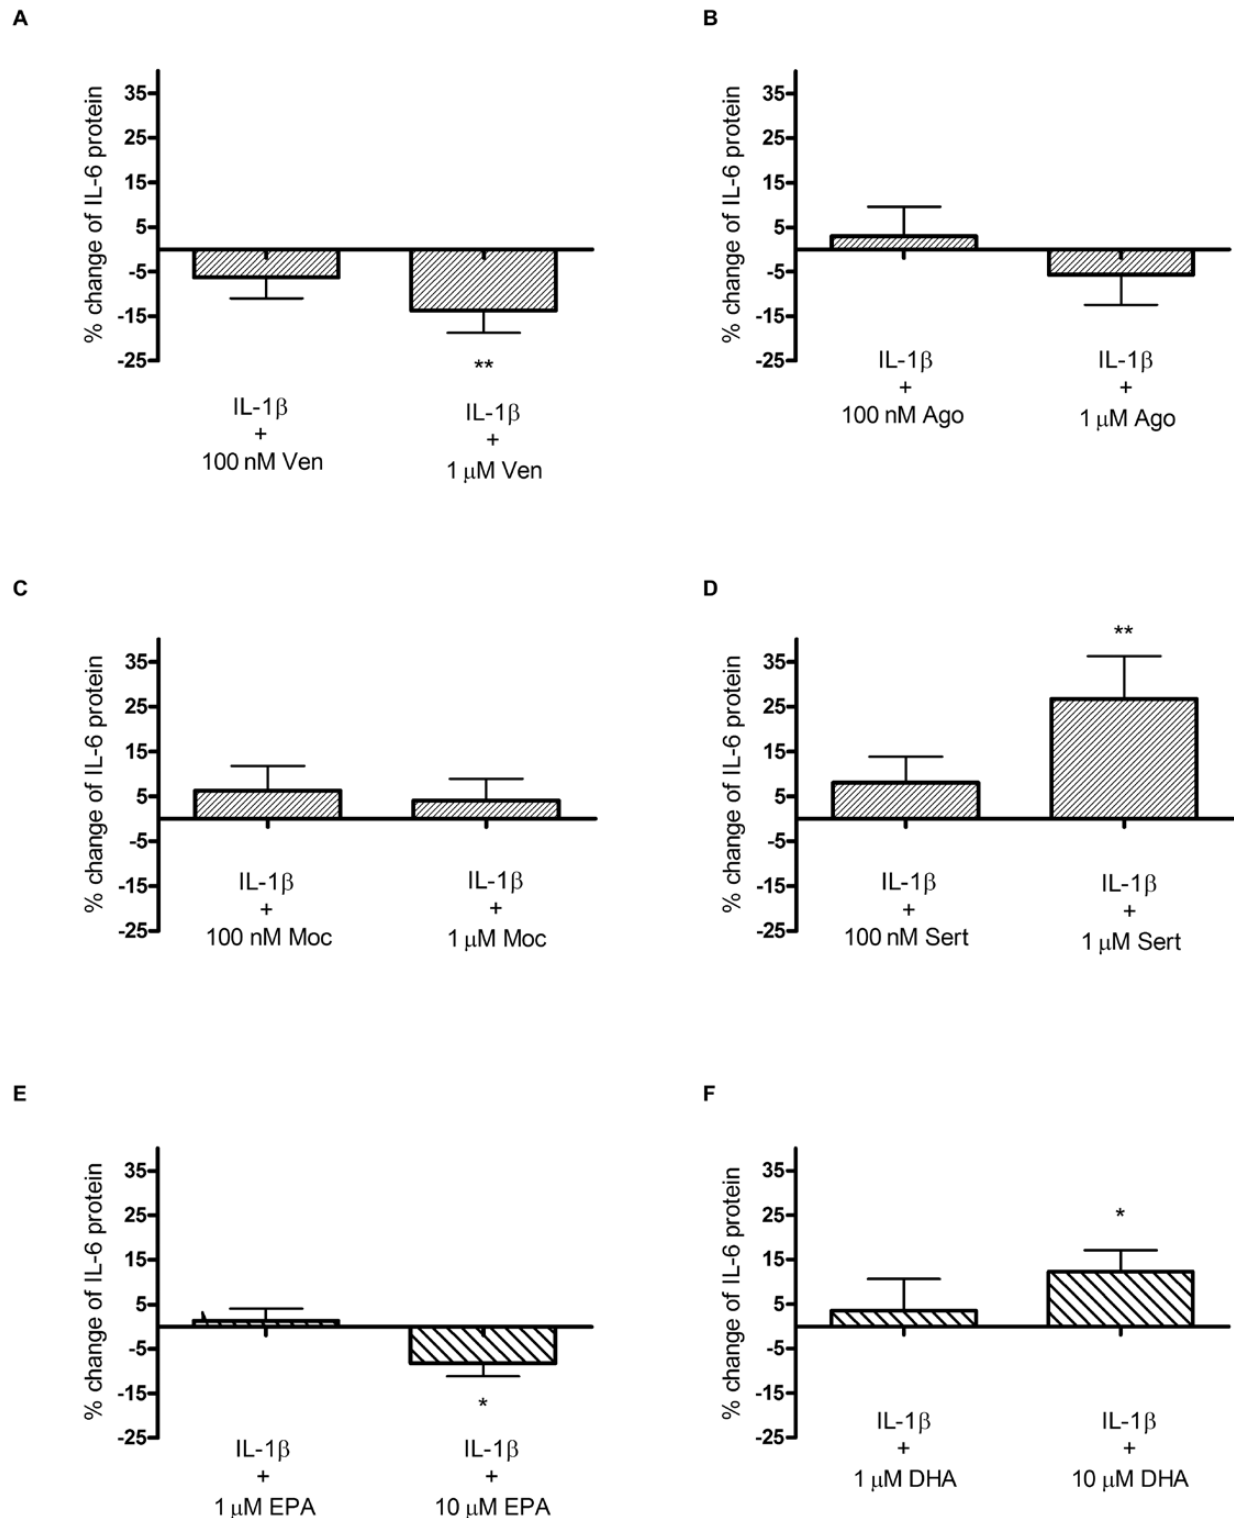 A
% change of IL-6 protein
35
25
15
5
-5
-15
-25
**
IL-1β
+
100 nM Ven
IL-1β
+
1 μM Ven
B
% change of IL-6 protein
35
25
15
5
-5
-15
-25
IL-1β
+
100 nM Ago
IL-1β
+
1 μM Ago
C
% change of IL-6 protein
35
25
15
5
-5
-15
-25
IL-1β
+
100 nM Moc
IL-1β
+
1 μM Moc
D
% change of IL-6 protein
35
25
15
5
-5
-15
-25
**
IL-1β
+
100 nM Sert
IL-1β
+
1 μM Sert
E
% change of IL-6 protein
35
25
15
5
-5
-15
-25
*
IL-1β
+
1 μM EPA
IL-1β
+
10 μM EPA
F
% change of IL-6 protein
35
25
15
5
-5
-15
-25
*
IL-1β
+
1 μM DHA
IL-1β
+
10 μM DHA